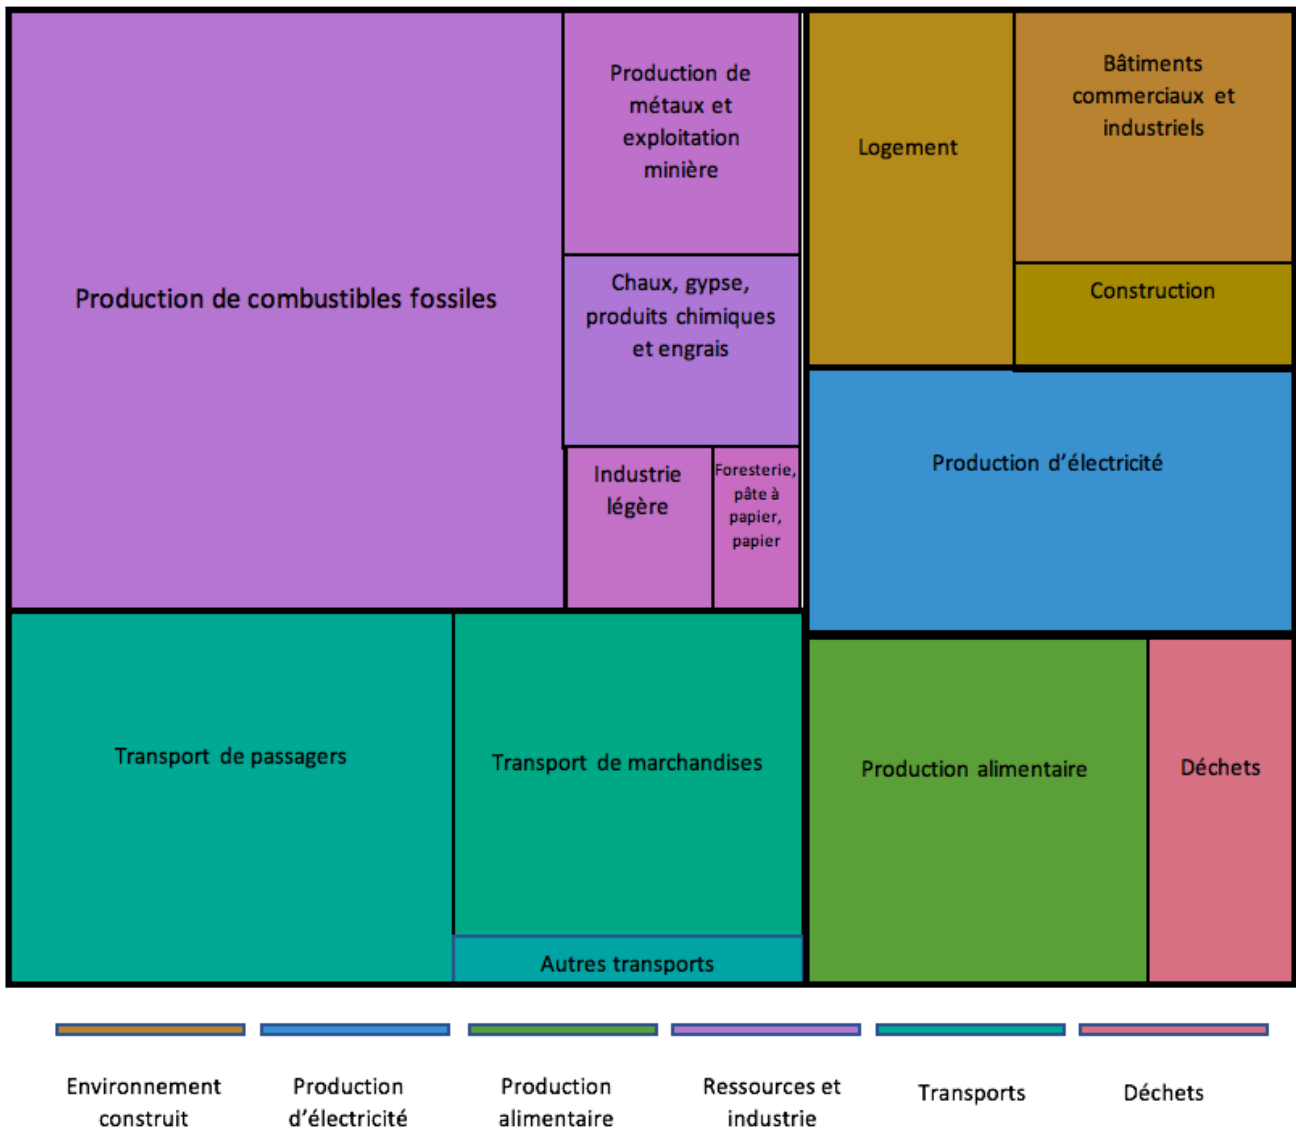 Production de combustibles fossiles
Production de
métaux et
exploitation
minière
Chaux, gypse,
produits chimiques
et engrais
Industrie
légère
Foresterie,
pâte à
papier,
papier
Logement
Bâtiments
commerciaux et
industriels
Construction
Production d’électricité
Transport de passagers
Transport de marchandises
Autres transports
Production alimentaire
Déchets
Environnement
construit
Production
d’électricité
Production
alimentaire
Ressources et
industrie
Transports
Déchets